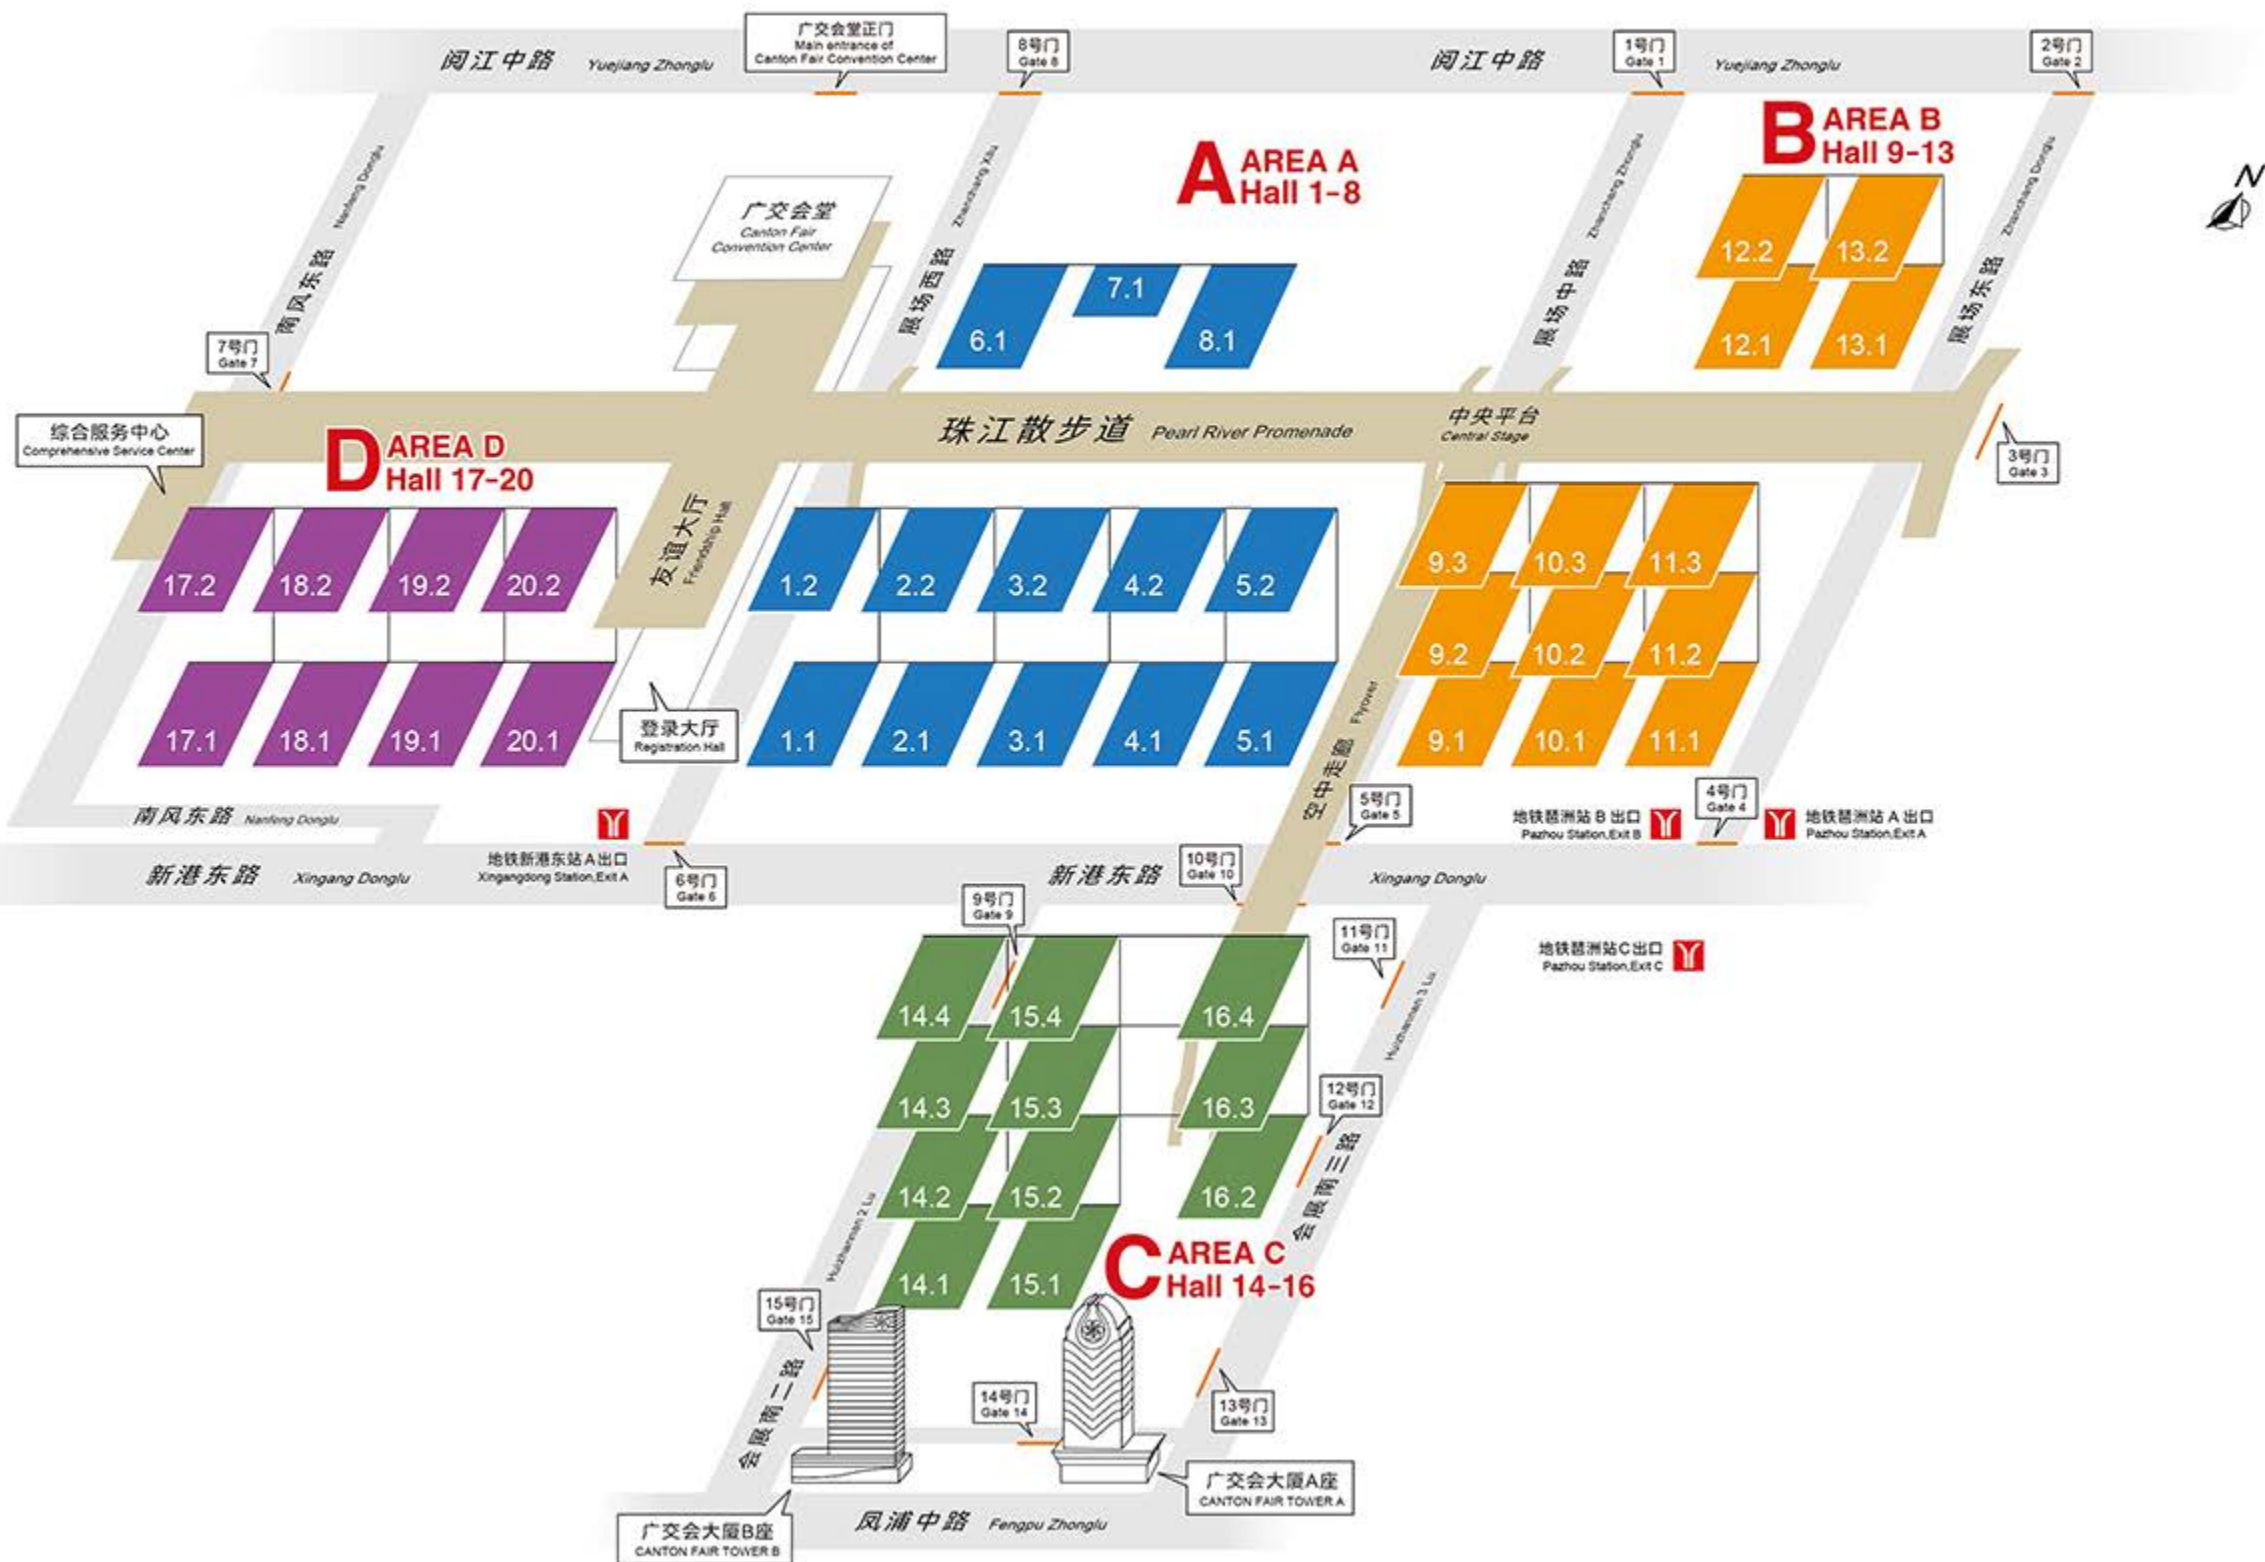 广交会堂正门
Main entrance of
Canton Fair Convention Center
8号门
Gate 8
1号门
Gate 1
2号门
Gate 2
阅江中路 Yuejiang Zhonglu
阅江中路 Yuejiang Zhonglu
A AREA A
Hall 1-8
B AREA B
Hall 9-13
N
南风东路 Nanfeng Donglu
展场西路 Zhanchang Xilu
展场中路 Zhanchang Zhonglu
展场东路 Zhanchang Donglu
广交会堂
Canton Fair
Convention Center
12.2 13.2
6.1 7.1 8.1
12.1 13.1
7号门
Gate 7
综合服务中心
Comprehensive Service Center
D AREA D
Hall 17-20
珠江散步道 Pearl River Promenade
中央平台
Central Stage
3号门
Gate 3
友谊大厅
Friendship Hall
17.2 18.2 19.2 20.2
1.2 2.2 3.2 4.2 5.2
9.3 10.3 11.3
9.2 10.2 11.2
17.1 18.1 19.1 20.1
登录大厅
Registration Hall
1.1 2.1 3.1 4.1 5.1
9.1 10.1 11.1
空中走廊 Flyover
南风东路 Nanfeng Donglu
5号门
Gate 5
地铁琶洲站 B 出口
Pazhou Station,Exit B
4号门
Gate 4
地铁琶洲站 A 出口
Pazhou Station,Exit A
新港东路 Xingang Donglu
地铁新港东站A出口
Xingangdong Station,Exit A
6号门
Gate 6
新港东路 Xingang Donglu
10号门
Gate 10
9号门
Gate 9
11号门
Gate 11
地铁琶洲站C出口
Pazhou Station,Exit C
14.4 15.4 16.4
14.3 15.3 16.3
14.2 15.2 16.2
14.1 15.1
12号门
Gate 12
会展南三路 Huizhannan 3 Lu
C AREA C
Hall 14-16
会展南二路 Huizhannan 2 Lu
15号门
Gate 15
14号门
Gate 14
13号门
Gate 13
广交会大厦A座
CANTON FAIR TOWER A
广交会大厦B座
CANTON FAIR TOWER B
凤浦中路 Fengpu Zhonglu